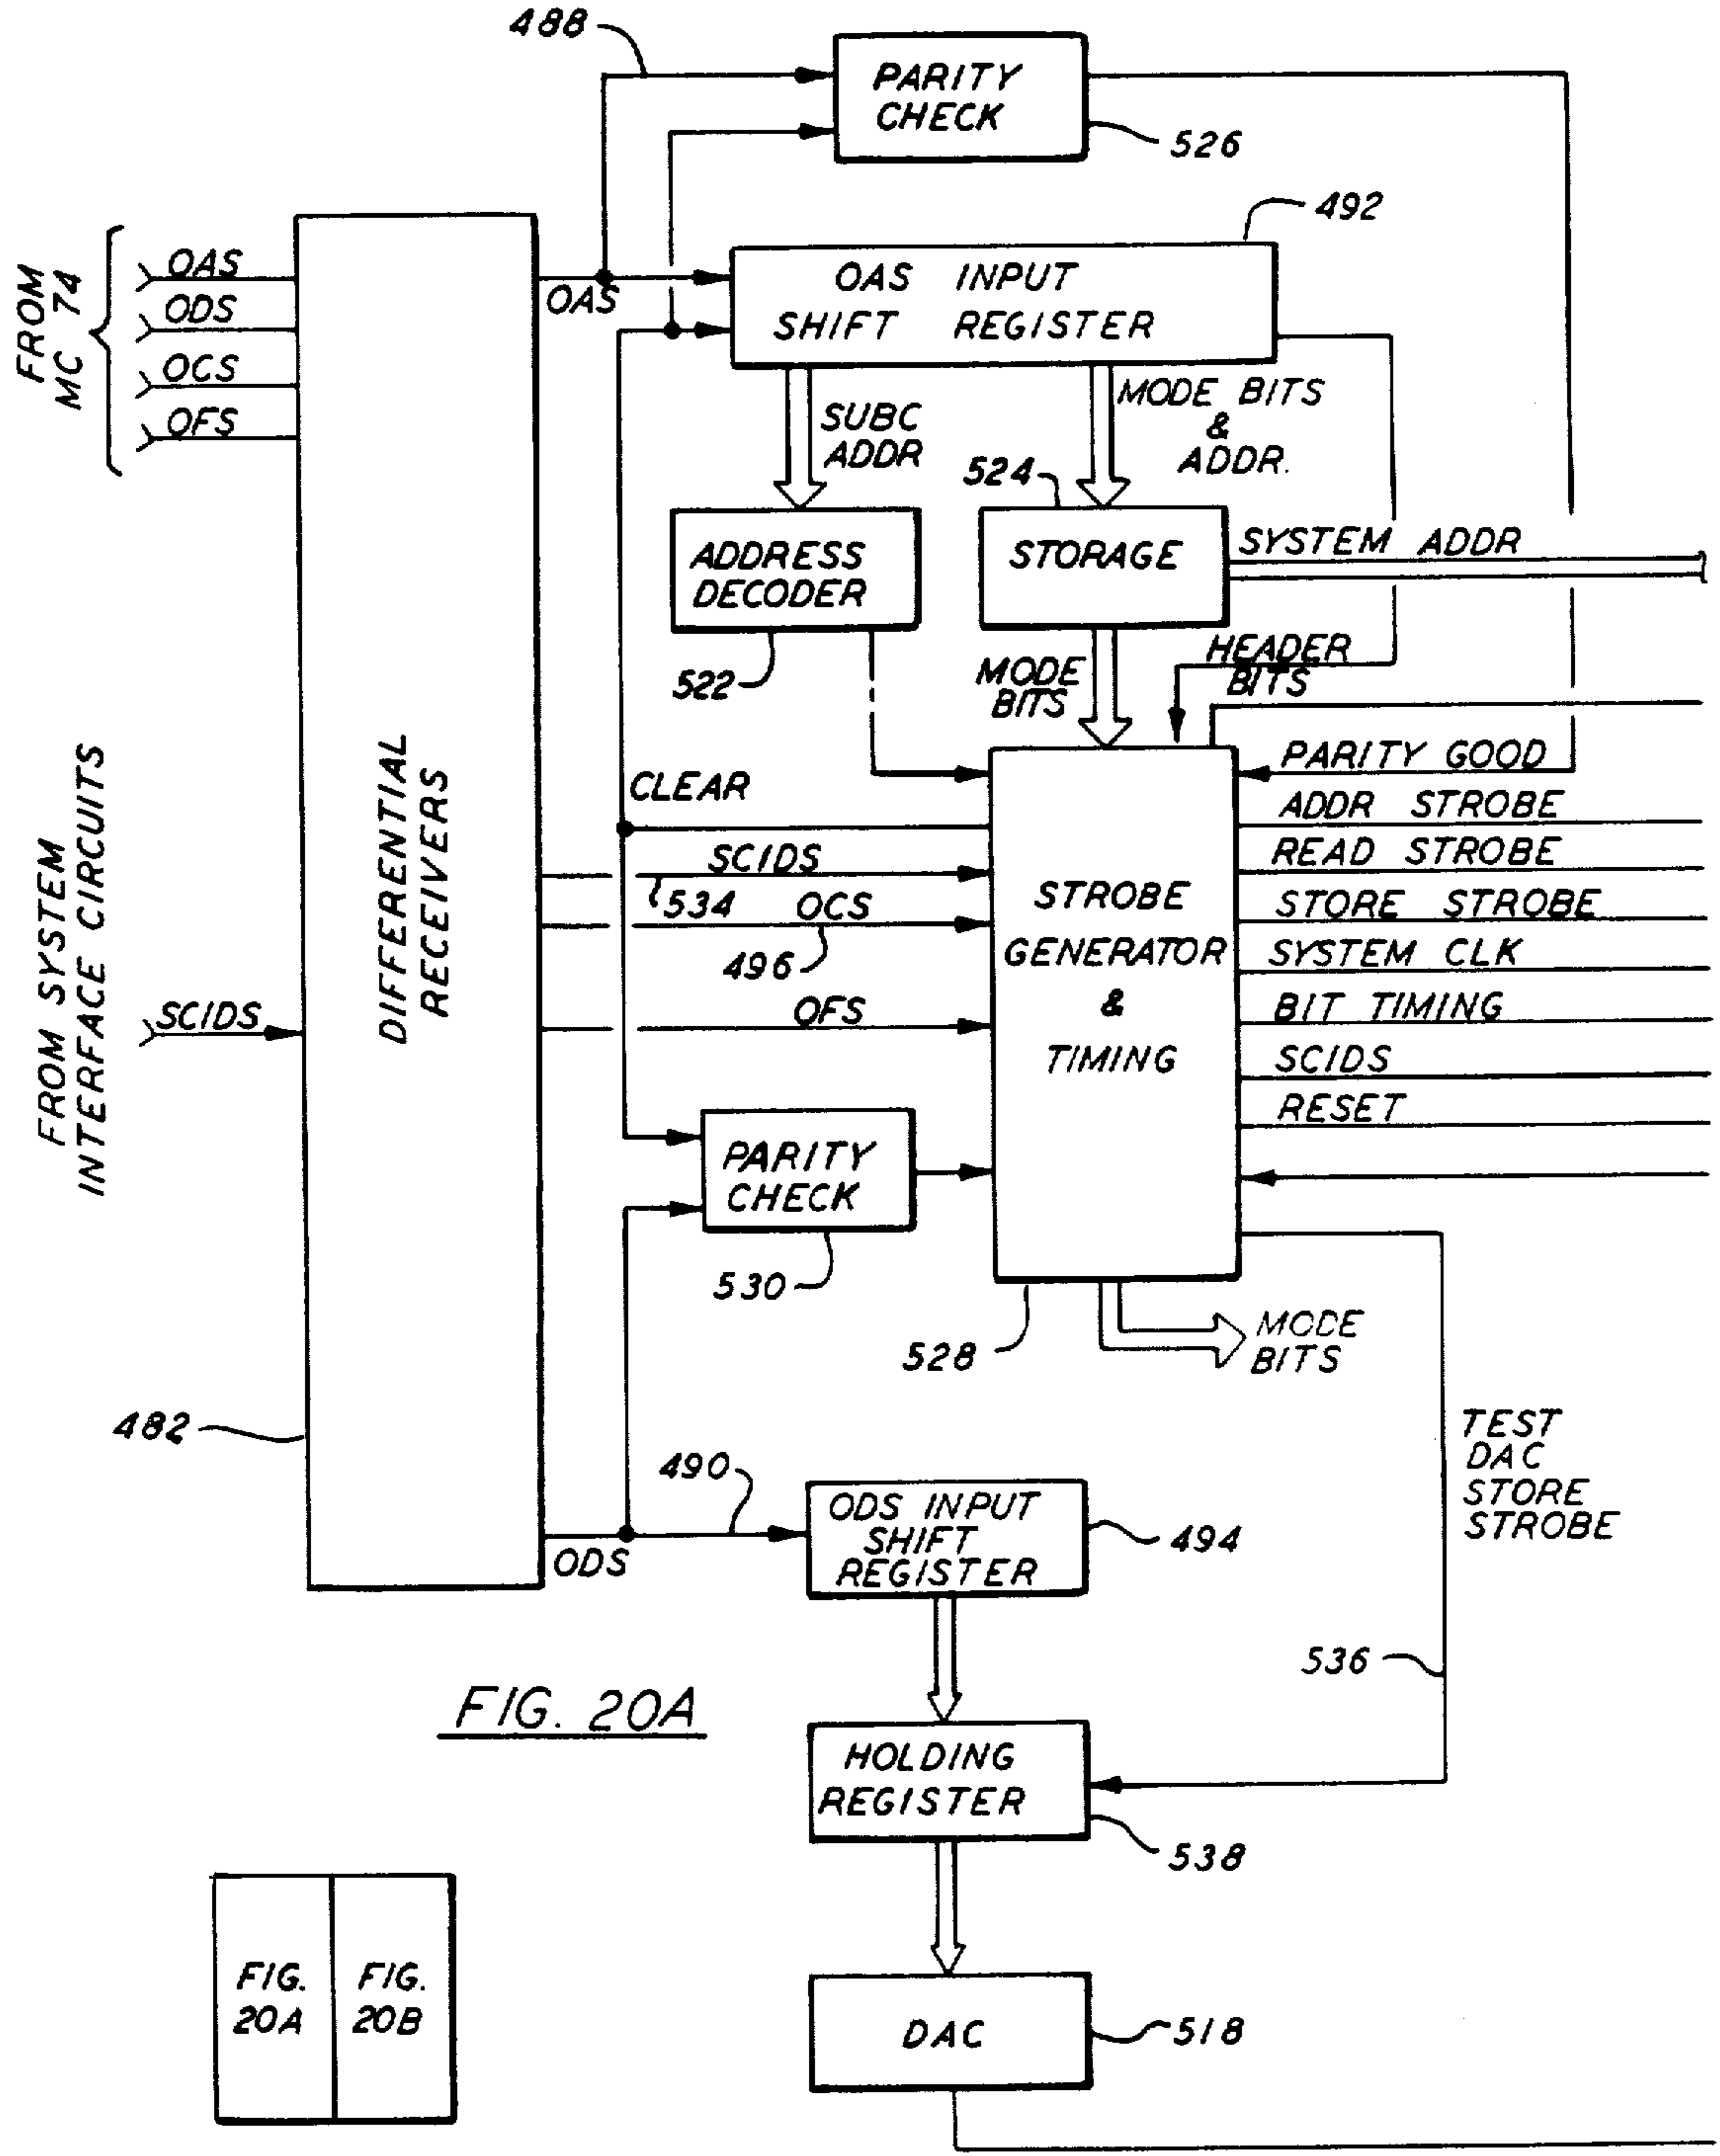 488
PARITY
CHECK
526
492
FROM
MC 74
OAS
ODS
OCS
OFS
OAS
OAS INPUT
SHIFT REGISTER
SUBC
ADDR
MODE BITS
&
ADDR.
524
ADDRESS
DECODER
STORAGE
SYSTEM ADDR
522
MODE
BITS
HEADER
BITS
FROM SYSTEM
INTERFACE CIRCUITS
SCIDS
DIFFERENTIAL
RECEIVERS
CLEAR
SCIDS
534
OCS
496
OFS
STROBE
GENERATOR
&
TIMING
PARITY GOOD
ADDR STROBE
READ STROBE
STORE STROBE
SYSTEM CLK
BIT TIMING
SCIDS
RESET
PARITY
CHECK
530
528
MODE
BITS
482
490
ODS
ODS INPUT
SHIFT
REGISTER
494
TEST
DAC
STORE
STROBE
536
FIG. 20A
HOLDING
REGISTER
538
FIG.
20A
FIG.
20B
DAC
518